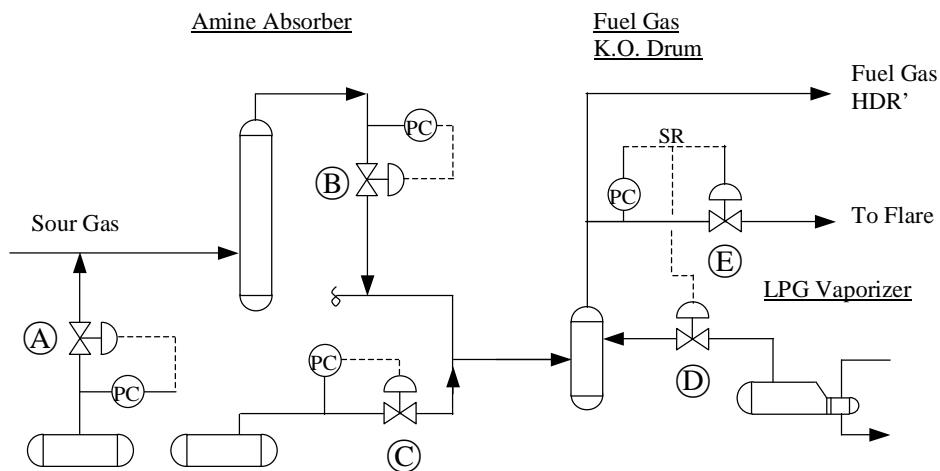 Amine Absorber
Fuel Gas
K.O. Drum
Fuel Gas
HDR’
PC
SR
B
PC
Sour Gas
To Flare
E
LPG Vaporizer
A
PC
PC
D
C